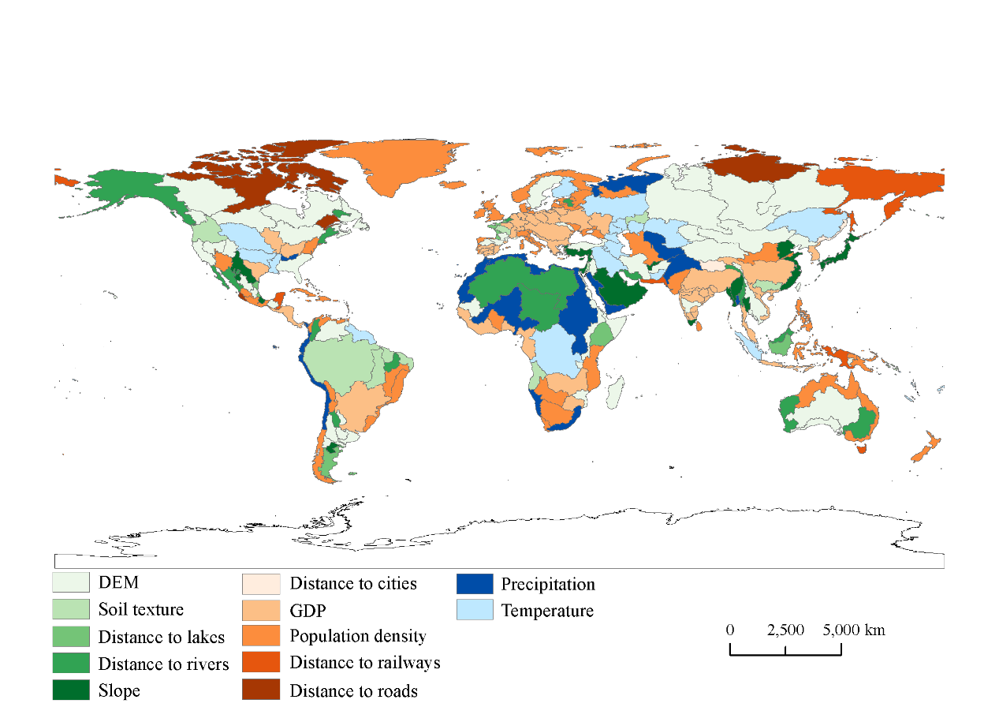 DEM
Soil texture
Distance to lakes
Distance to rivers
Slope
Distance to cities
GDP
Population density
Distance to railways
Distance to roads
Precipitation
Temperature
0 2,500 5,000 km